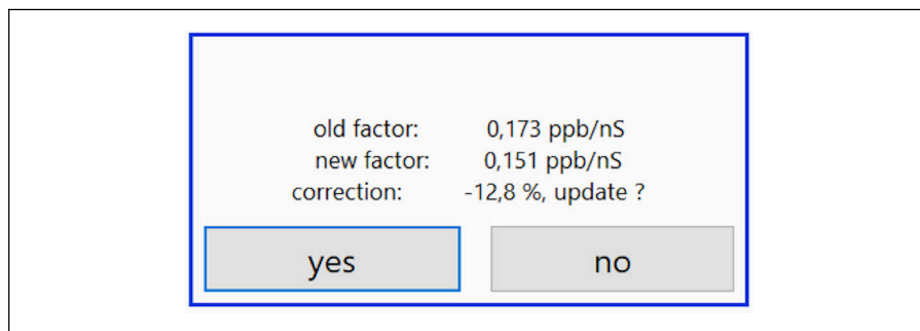 old factor: 0,173 ppb/nS
new factor: 0,151 ppb/nS
correction: -12,8 %, update ?
yes no